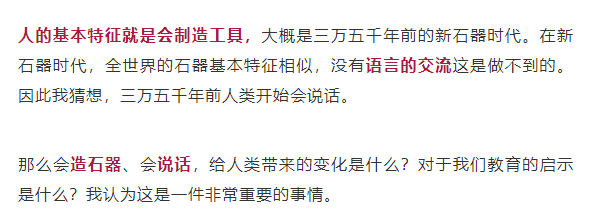 人的基本特征就是会制造工具，大概是三万五千年前的新石器时代。在新
石器时代，全世界的石器基本特征相似，没有语言的交流这是做不到的。
因此我猜想，三万五千年前人类开始会说话。
那么会造石器、会说话，给人类带来的变化是什么？对于我们教育的启示
是什么？我认为这是一件非常重要的事情。